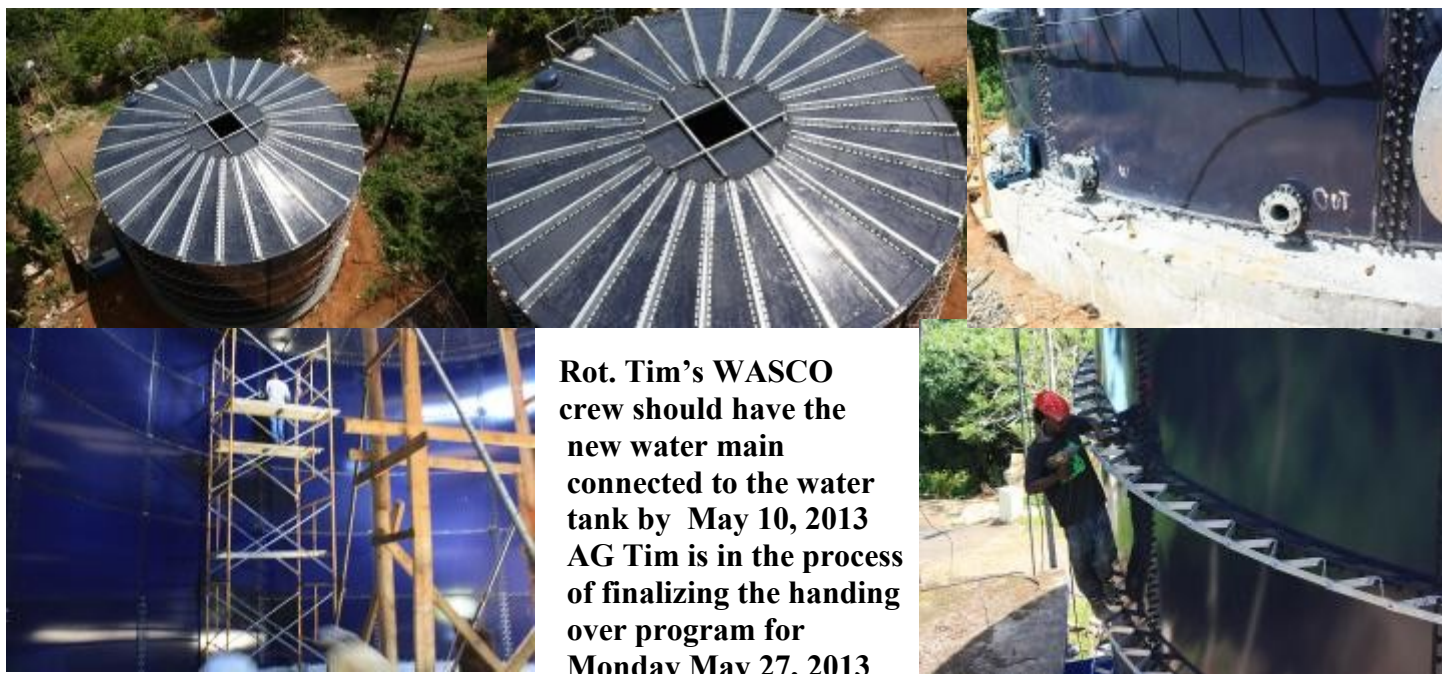 OUT
Rot. Tim’s WASCO
crew should have the
new water main
connected to the water
tank by May 10, 2013
AG Tim is in the process
of finalizing the handing
over program for
Monday May 27, 2013